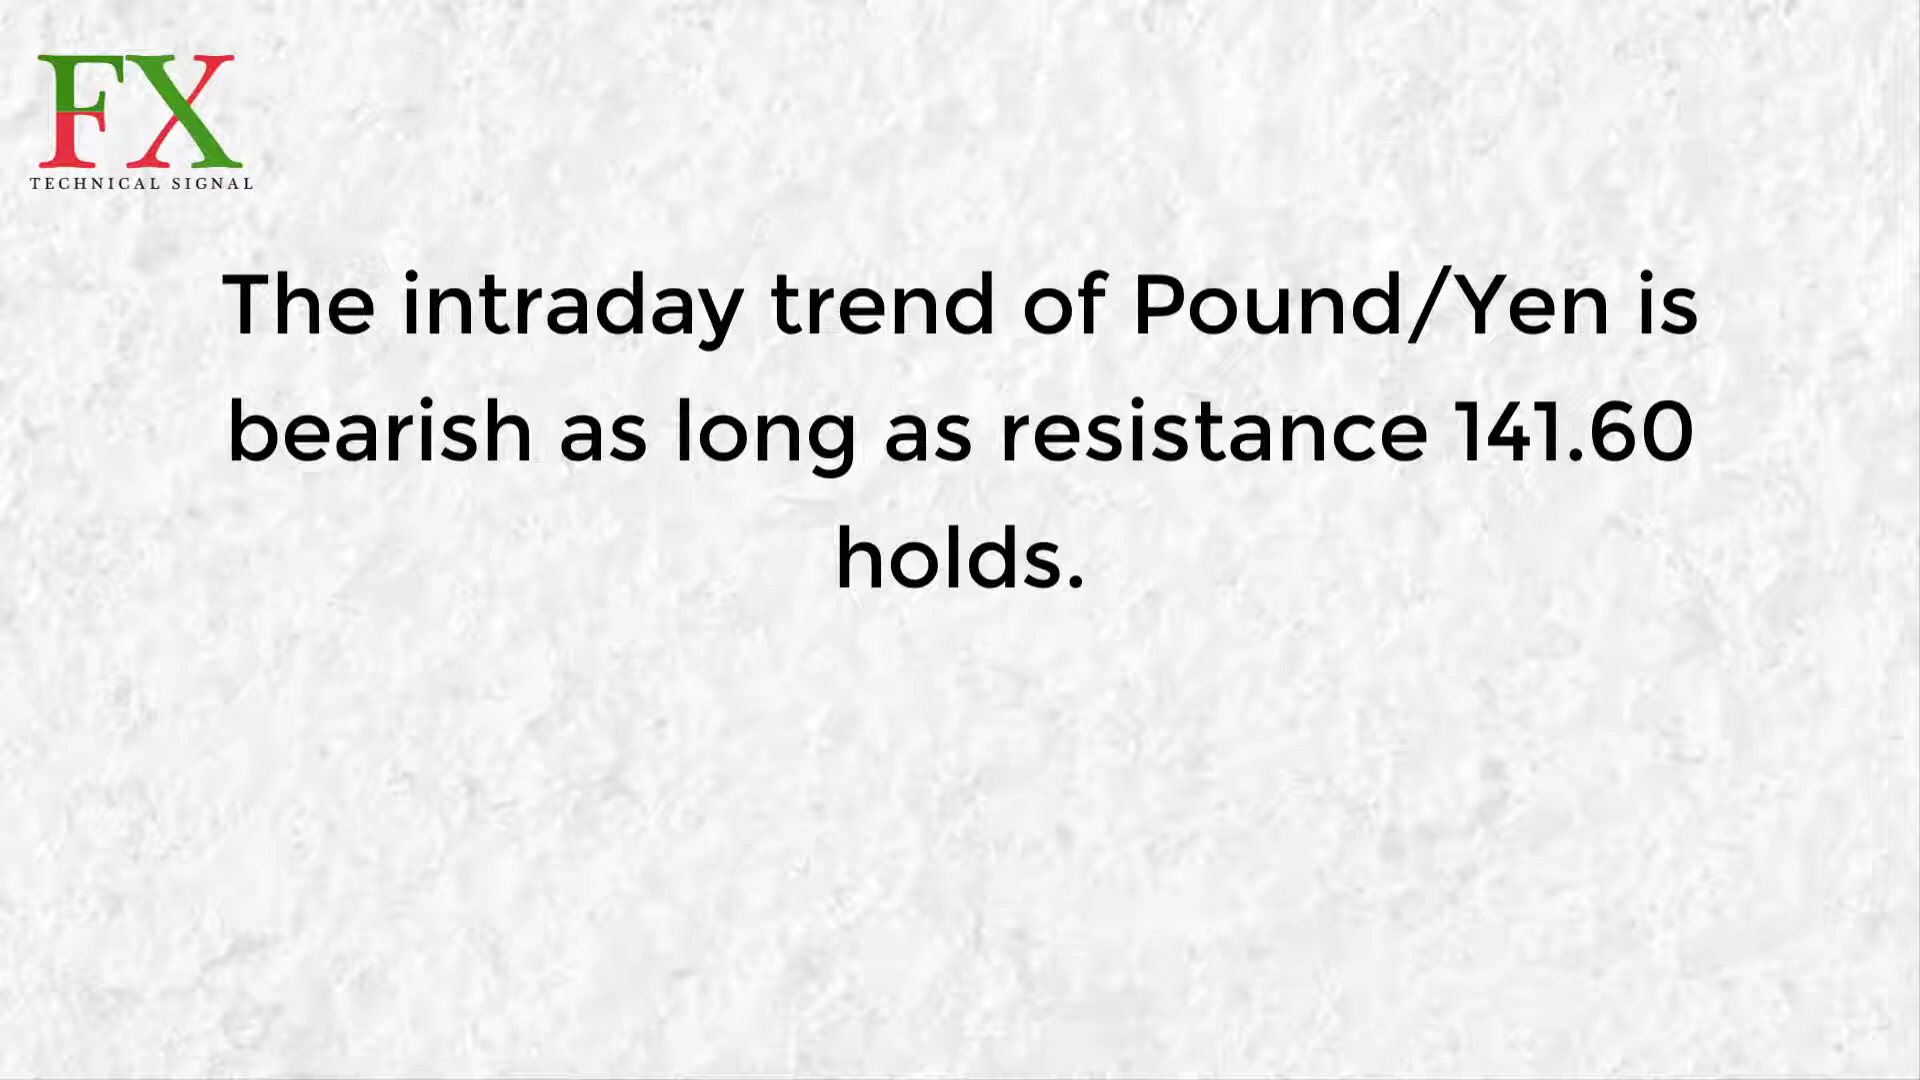 FX
TECHNICAL SIGNAL
The intraday trend of Pound/Yen is
bearish as long as resistance 141.60
holds.